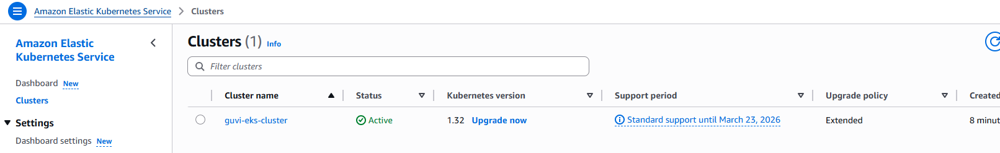 Amazon Elastic Kubernetes Service > Clusters
Amazon Elastic
Kubernetes Service
Dashboard New
Clusters
Settings
Dashboard settings New
Clusters (1) Info
Filter clusters
Cluster name Status Kubernetes version Support period Upgrade policy Created
guvi-eks-cluster Active 1.32 Upgrade now Standard support until March 23, 2026 Extended 8 minut